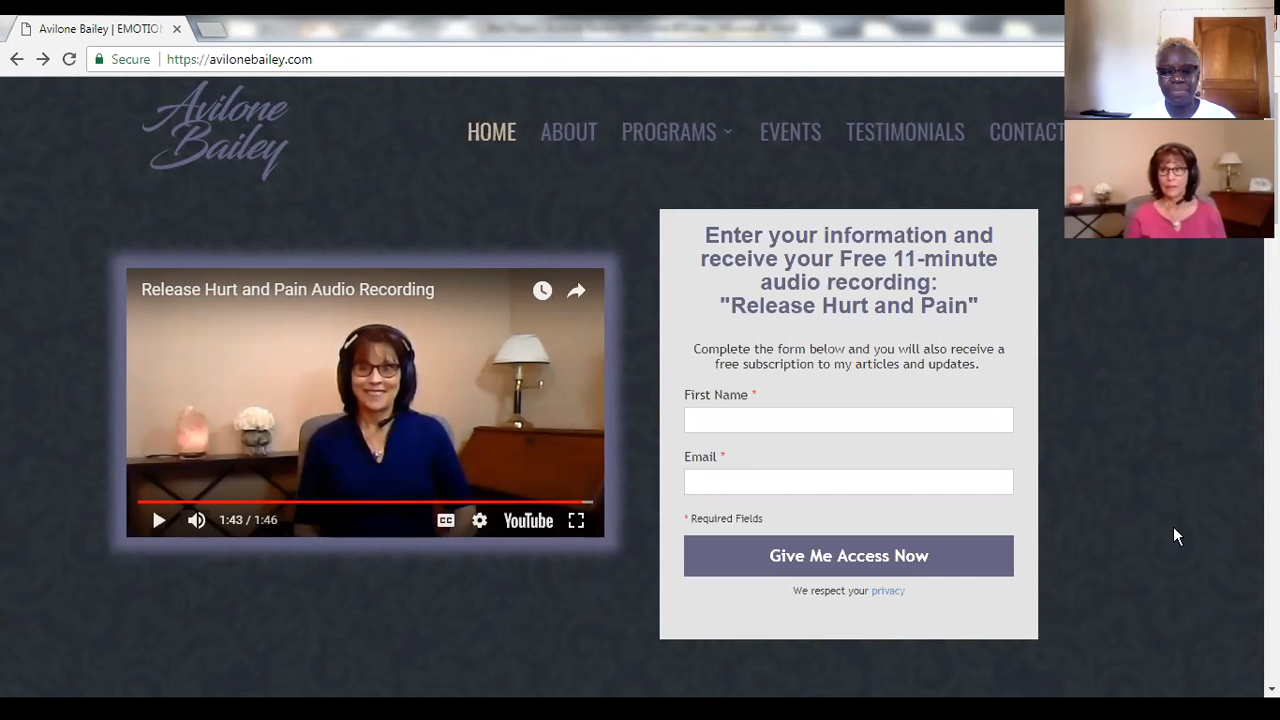 Avilone Bailey | EMOTIO
Secure
https://avilonebailey.com
Avilone
Bailey
HOME ABOUT PROGRAMS EVENTS TESTIMONIALS CONTACT
Release Hurt and Pain Audio Recording
1:43 / 1:46
CC
YouTube
Enter your information and
receive your Free 11-minute
audio recording:
"Release Hurt and Pain"
Complete the form below and you will also receive a
free subscription to my articles and updates.
First Name *
Email *
* Required Fields
Give Me Access Now
We respect your privacy